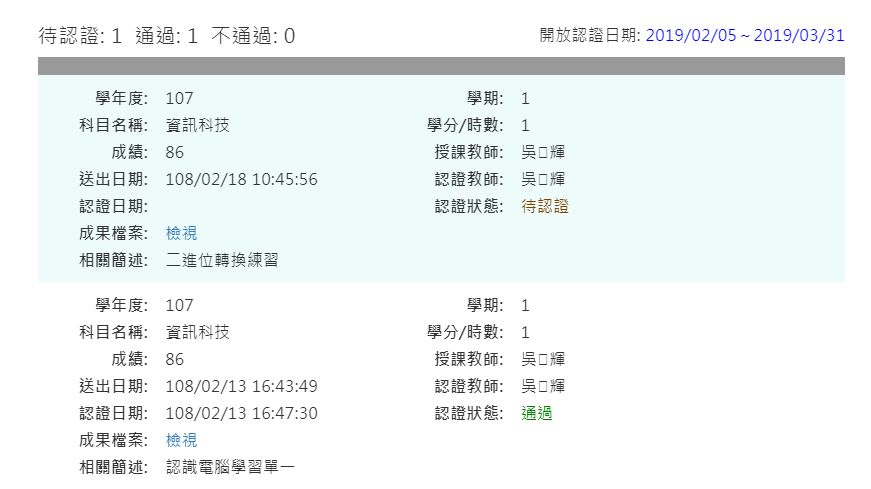 待認證: 1 通過: 1 不通過: 0 開放認證日期: 2019/02/05 ~ 2019/03/31
學年度: 107 學期: 1
科目名稱: 資訊科技 學分/時數: 1
成績: 86 授課教師: 吳□輝
送出日期: 108/02/18 10:45:56 認證教師: 吳□輝
認證日期: 認證狀態: 待認證
成果檔案: 檢視
相關簡述: 二進位轉換練習
學年度: 107 學期: 1
科目名稱: 資訊科技 學分/時數: 1
成績: 86 授課教師: 吳□輝
送出日期: 108/02/13 16:43:49 認證教師: 吳□輝
認證日期: 108/02/13 16:47:30 認證狀態: 通過
成果檔案: 檢視
相關簡述: 認識電腦學習單一